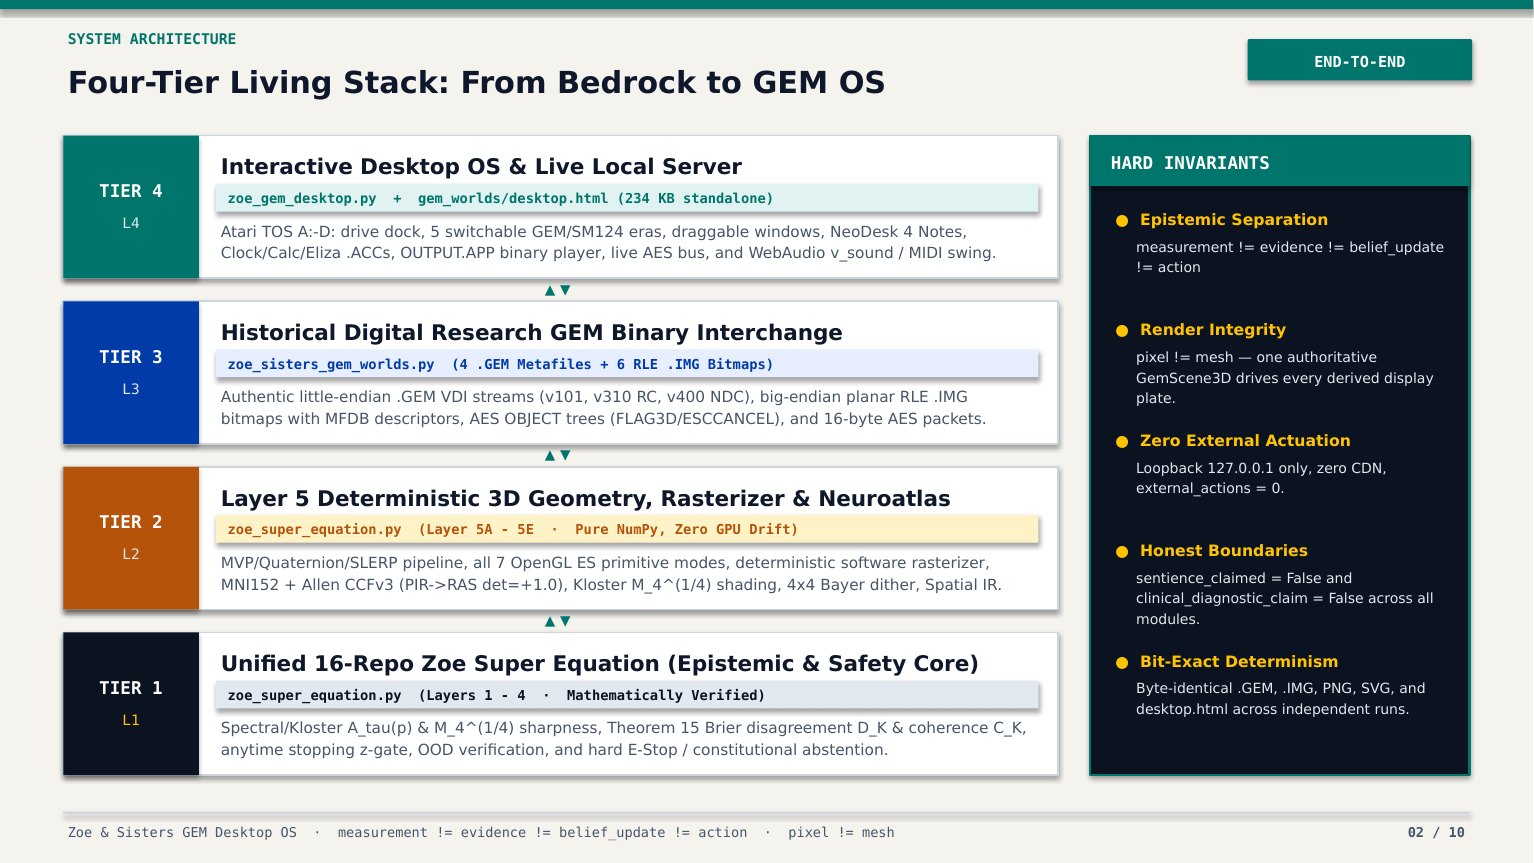 SYSTEM ARCHITECTURE
Four-Tier Living Stack: From Bedrock to GEM OS
END-TO-END
TIER 4
L4
Interactive Desktop OS & Live Local Server
zoe_gem_desktop.py + gem_worlds/desktop.html (234 KB standalone)
Atari TOS A:-D: drive dock, 5 switchable GEM/SM124 eras, draggable windows, NeoDesk 4 Notes,
Clock/Calc/Eliza .ACCs, OUTPUT.APP binary player, live AES bus, and WebAudio v_sound / MIDI swing.
▲▼
TIER 3
L3
Historical Digital Research GEM Binary Interchange
zoe_sisters_gem_worlds.py (4 .GEM Metafiles + 6 RLE .IMG Bitmaps)
Authentic little-endian .GEM VDI streams (v101, v310 RC, v400 NDC), big-endian planar RLE .IMG
bitmaps with MFDB descriptors, AES OBJECT trees (FLAG3D/ESCCANCEL), and 16-byte AES packets.
▲▼
TIER 2
L2
Layer 5 Deterministic 3D Geometry, Rasterizer & Neuroatlas
zoe_super_equation.py (Layer 5A - 5E · Pure NumPy, Zero GPU Drift)
MVP/Quaternion/SLERP pipeline, all 7 OpenGL ES primitive modes, deterministic software rasterizer,
MNI152 + Allen CCFv3 (PIR->RAS det=+1.0), Kloster M_4^(1/4) shading, 4x4 Bayer dither, Spatial IR.
▲▼
TIER 1
L1
Unified 16-Repo Zoe Super Equation (Epistemic & Safety Core)
zoe_super_equation.py (Layers 1 - 4 · Mathematically Verified)
Spectral/Kloster A_tau(p) & M_4^(1/4) sharpness, Theorem 15 Brier disagreement D_K & coherence C_K,
anytime stopping z-gate, OOD verification, and hard E-Stop / constitutional abstention.
HARD INVARIANTS
● Epistemic Separation
measurement != evidence != belief_update
!= action
● Render Integrity
pixel != mesh — one authoritative
GemScene3D drives every derived display
plate.
● Zero External Actuation
Loopback 127.0.0.1 only, zero CDN,
external_actions = 0.
● Honest Boundaries
sentience_claimed = False and
clinical_diagnostic_claim = False across all
modules.
● Bit-Exact Determinism
Byte-identical .GEM, .IMG, PNG, SVG, and
desktop.html across independent runs.
Zoe & Sisters GEM Desktop OS · measurement != evidence != belief_update != action · pixel != mesh
02 / 10